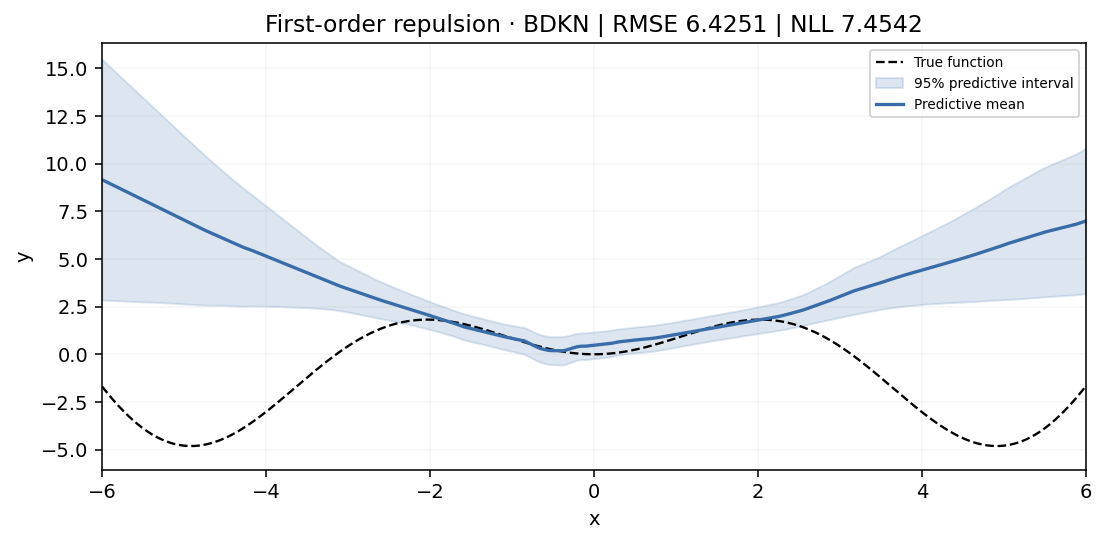 First-order repulsion · BDKN | RMSE 6.4251 | NLL 7.4542
True function
95% predictive interval
Predictive mean
15.0
12.5
10.0
7.5
5.0
2.5
0.0
−2.5
−5.0
y
−6 −4 −2 0 2 4 6
x